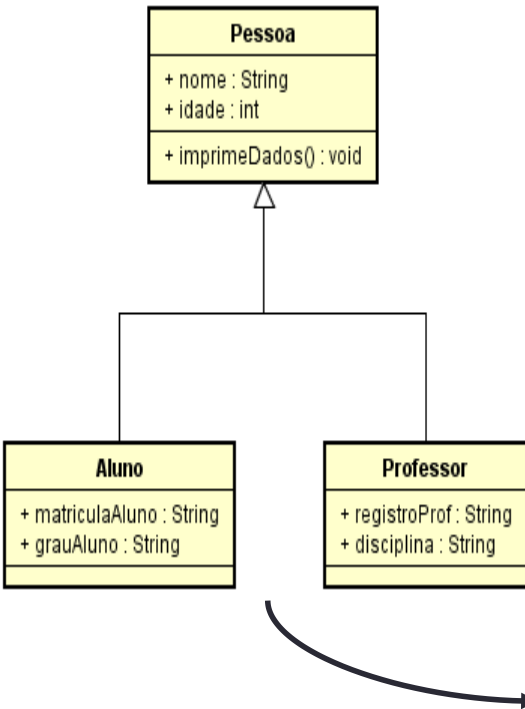 Pessoa
+ nome : String
+ idade : int
+ imprimeDados() : void
Aluno
+ matriculaAluno : String
+ grauAluno : String
Professor
+ registroProf : String
+ disciplina : String